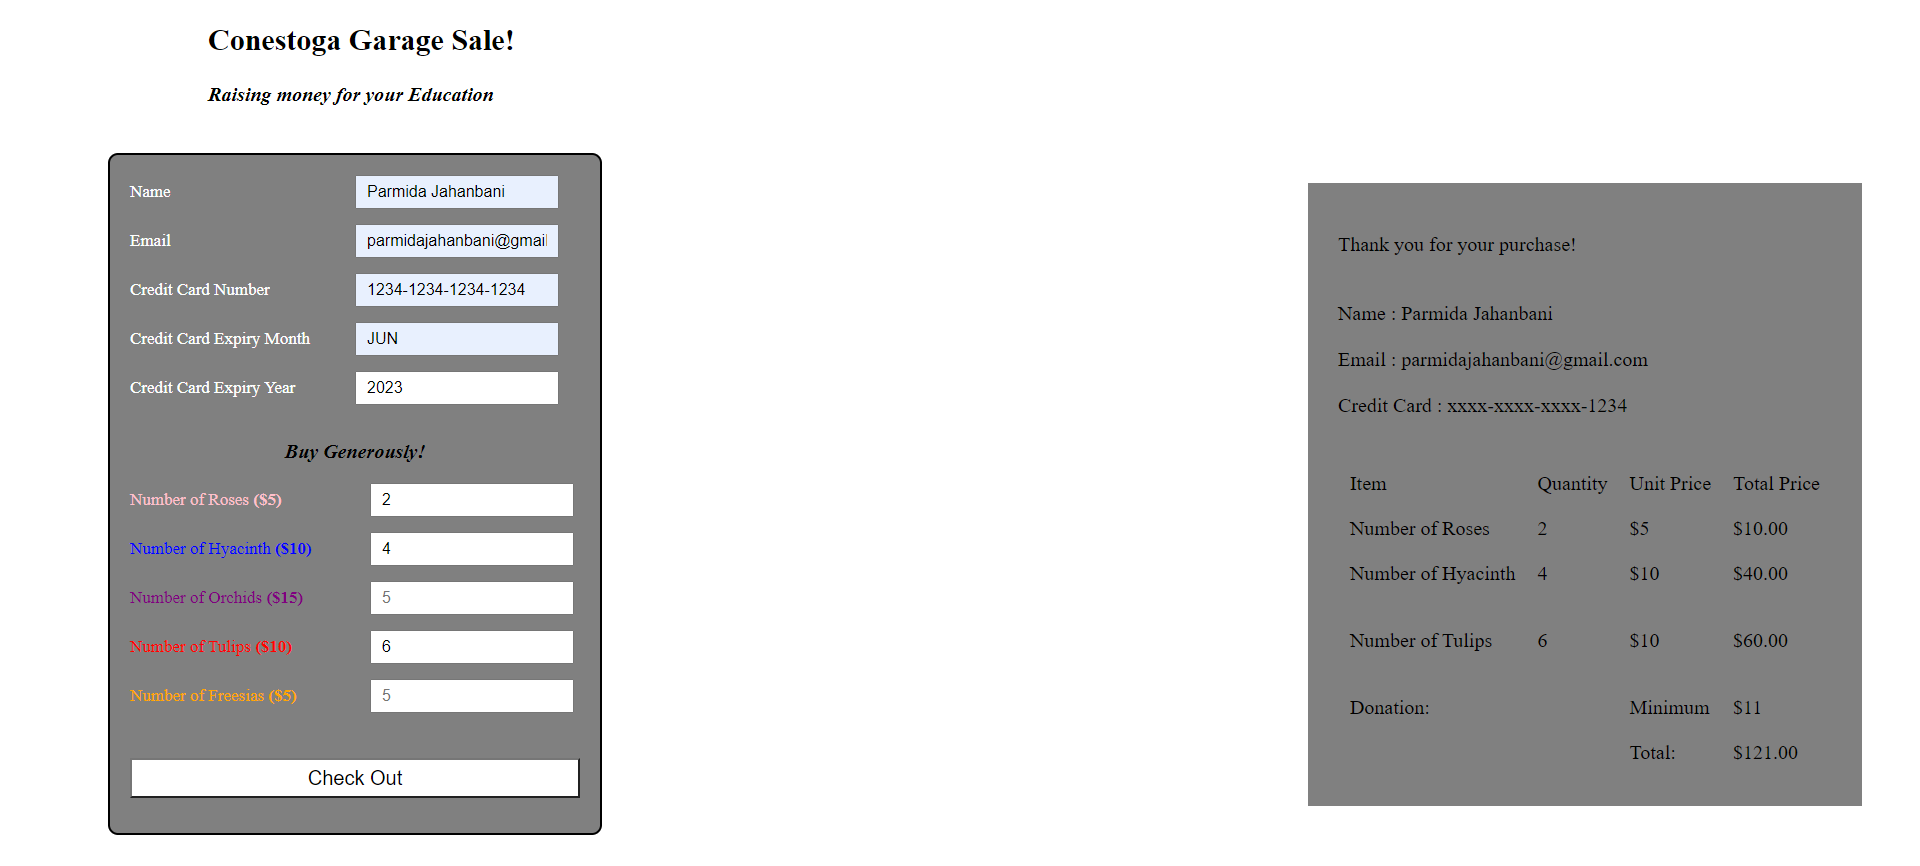 Conestoga Garage Sale!
Raising money for your Education
Name Parmida Jahanbani
Email parmidajahanbani@gmail
Credit Card Number 1234-1234-1234-1234
Credit Card Expiry Month JUN
Credit Card Expiry Year 2023
Buy Generously!
Number of Roses ($5) 2
Number of Hyacinth ($10) 4
Number of Orchids ($15) 5
Number of Tulips ($10) 6
Number of Freesias ($5) 5
Check Out
Thank you for your purchase!
Name : Parmida Jahanbani
Email : parmidajahanbani@gmail.com
Credit Card : xxxx-xxxx-xxxx-1234
Item Quantity Unit Price Total Price
Number of Roses 2 $5 $10.00
Number of Hyacinth 4 $10 $40.00
Number of Tulips 6 $10 $60.00
Donation: Minimum $11
Total: $121.00